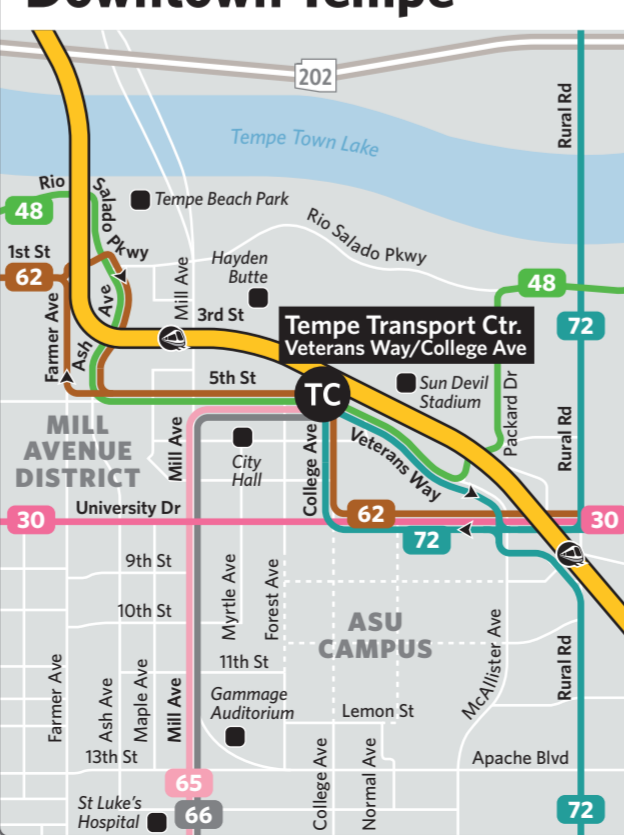 Downtown Tempe
202
Rural Rd
Tempe Town Lake
Rio Salado Pkwy
48
Tempe Beach Park
Rio Salado Pkwy
1st St
62
Hayden
Butte
Mill Ave
48
72
Farmer Ave
Ash Ave
3rd St
Tempe Transport Ctr.
Veterans Way/College Ave
5th St
TC
Sun Devil
Stadium
Packard Dr
Rural Rd
MILL
AVENUE
DISTRICT
Mill Ave
City
Hall
College Ave
Veterans Way
30
University Dr
62
30
72
9th St
10th St
Myrtle Ave
Forest Ave
ASU
CAMPUS
McAllister Ave
Rural Rd
11th St
Farmer Ave
Ash Ave
Maple Ave
Mill Ave
Gammage
Auditorium
Lemon St
13th St
College Ave
Normal Ave
Apache Blvd
65
66
St Luke's
Hospital
72